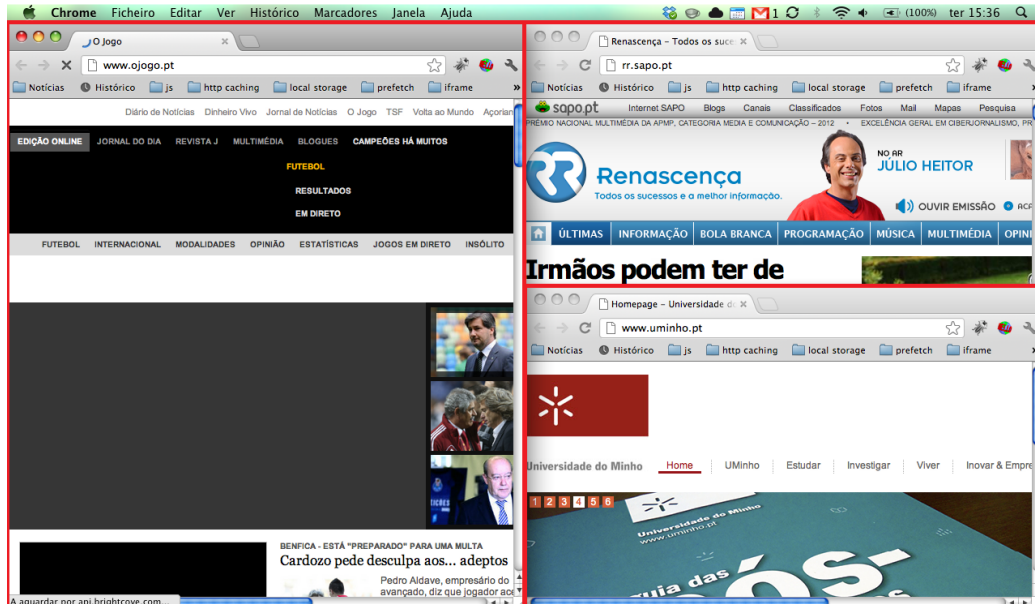 Chrome Ficheiro Editar Ver Histórico Marcadores Janela Ajuda 1 (100%) ter 15:36
O Jogo
www.ojogo.pt
Notícias Histórico js http caching local storage prefetch iframe »
Diário de Notícias Dinheiro Vivo Jornal de Notícias O Jogo TSF Volta ao Mundo Açorian
EDIÇÃO ONLINE JORNAL DO DIA REVISTA J MULTIMÉDIA BLOGUES CAMPEÕES HÁ MUITOS
FUTEBOL
RESULTADOS
EM DIRETO
FUTEBOL INTERNACIONAL MODALIDADES OPINIÃO ESTATÍSTICAS JOGOS EM DIRETO INSÓLITO
BENFICA - ESTÁ "PREPARADO" PARA UMA MULTA
Cardozo pede desculpa aos... adeptos
Pedro Aldave, empresário do
avançado, diz que jogador ace
A aguardar por api.brightcove.com...
Renascença – Todos os suces
rr.sapo.pt
Notícias Histórico js http caching local storage prefetch iframe
sapo.pt Internet SAPO Blogs Canais Classificados Fotos Mail Mapas Pesquisa
PRÉMIO NACIONAL MULTIMÉDIA DA APMP, CATEGORIA MEDIA E COMUNICAÇÃO – 2012 • EXCELÊNCIA GERAL EM CIBERJORNALISMO, PR
RR Renascença
Todos os sucessos e a melhor informação.
NO AR
JÚLIO HEITOR
OUVIR EMISSÃO
ÚLTIMAS INFORMAÇÃO BOLA BRANCA PROGRAMAÇÃO MÚSICA MULTIMÉDIA OPINI
Irmãos podem ter de
Homepage – Universidade do
www.uminho.pt
Notícias Histórico js http caching local storage prefetch iframe
Universidade do Minho Home UMinho Estudar Investigar Viver Inovar & Empre
1 2 3 4 5 6
Universidade do Minho
www.uminho.pt
guia das
PÓS-